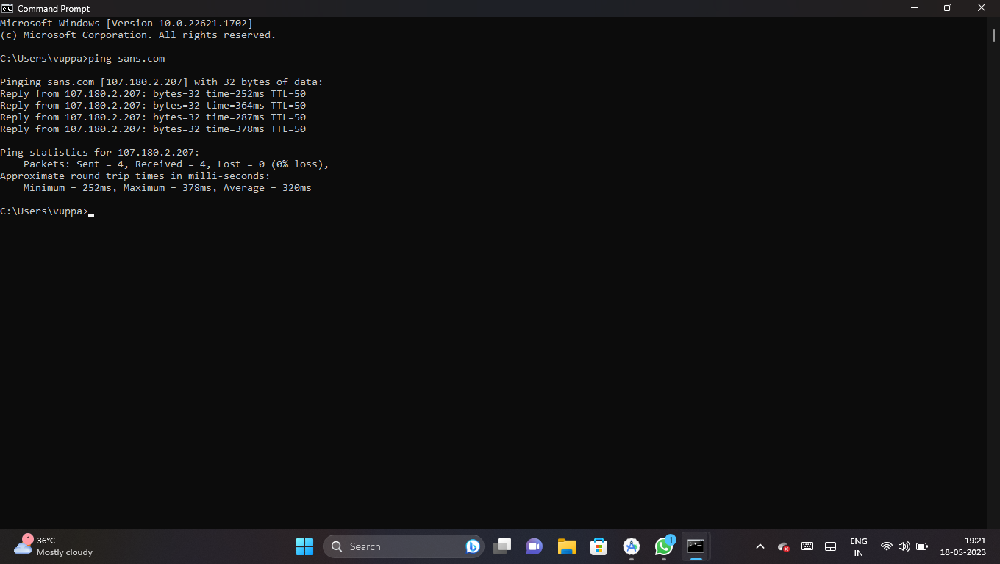 Command Prompt
Microsoft Windows [Version 10.0.22621.1702]
(c) Microsoft Corporation. All rights reserved.
C:\Users\vuppa>ping sans.com
Pinging sans.com [107.180.2.207] with 32 bytes of data:
Reply from 107.180.2.207: bytes=32 time=252ms TTL=50
Reply from 107.180.2.207: bytes=32 time=364ms TTL=50
Reply from 107.180.2.207: bytes=32 time=287ms TTL=50
Reply from 107.180.2.207: bytes=32 time=378ms TTL=50
Ping statistics for 107.180.2.207:
    Packets: Sent = 4, Received = 4, Lost = 0 (0% loss),
Approximate round trip times in milli-seconds:
    Minimum = 252ms, Maximum = 378ms, Average = 320ms
C:\Users\vuppa>
1
36°C
Mostly cloudy
Search
1
ENG
IN
19:21
18-05-2023